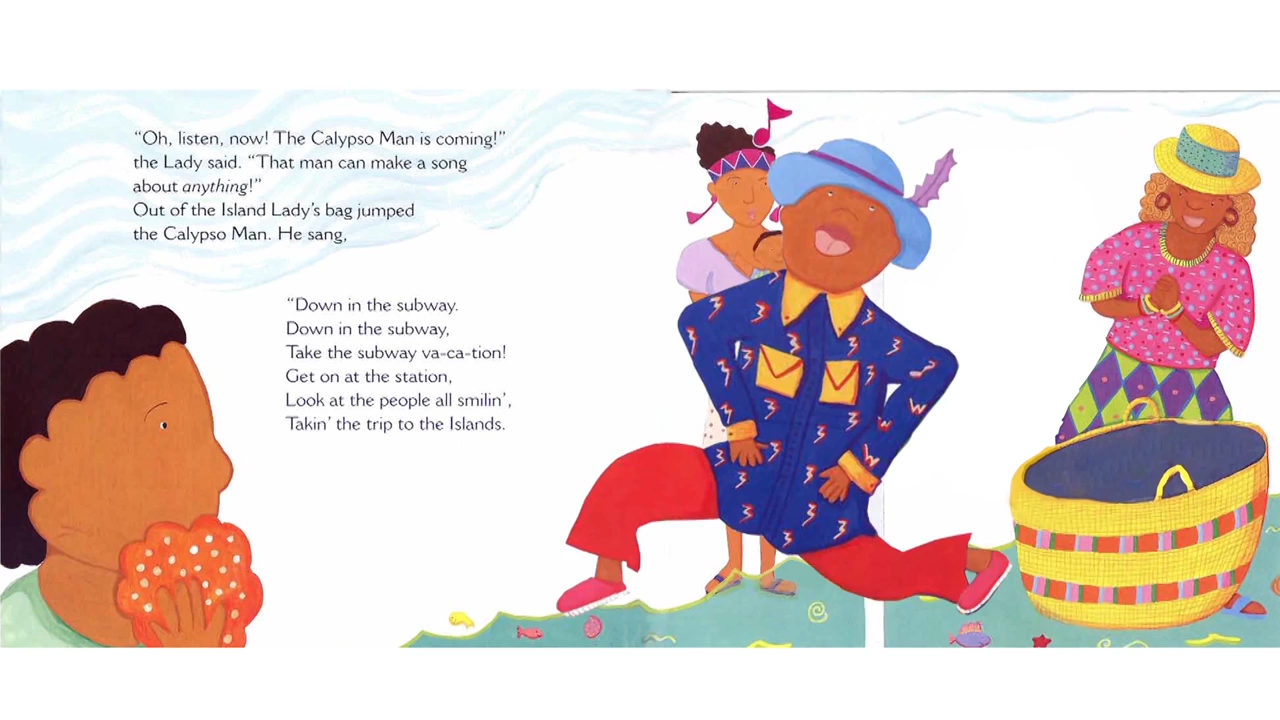 “Oh, listen, now! The Calypso Man is coming!”
the Lady said. “That man can make a song
about anything!”
Out of the Island Lady’s bag jumped
the Calypso Man. He sang,
“Down in the subway.
Down in the subway,
Take the subway va-ca-tion!
Get on at the station,
Look at the people all smilin’,
Takin’ the trip to the Islands.